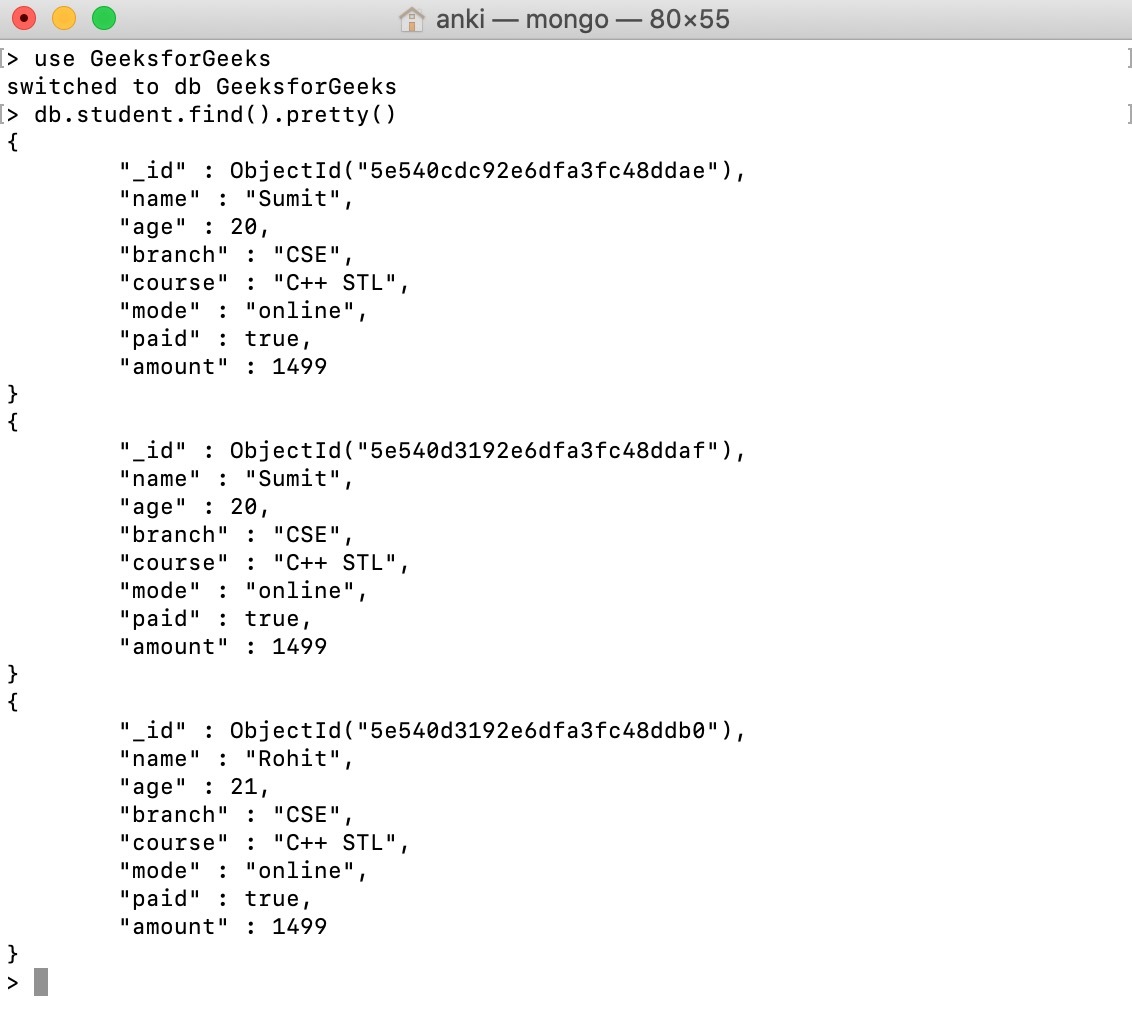 anki — mongo — 80×55
[> use GeeksforGeeks ]
switched to db GeeksforGeeks
[> db.student.find().pretty() ]
{
"_id" : ObjectId("5e540cdc92e6dfa3fc48ddae"),
"name" : "Sumit",
"age" : 20,
"branch" : "CSE",
"course" : "C++ STL",
"mode" : "online",
"paid" : true,
"amount" : 1499
}
{
"_id" : ObjectId("5e540d3192e6dfa3fc48ddaf"),
"name" : "Sumit",
"age" : 20,
"branch" : "CSE",
"course" : "C++ STL",
"mode" : "online",
"paid" : true,
"amount" : 1499
}
{
"_id" : ObjectId("5e540d3192e6dfa3fc48ddb0"),
"name" : "Rohit",
"age" : 21,
"branch" : "CSE",
"course" : "C++ STL",
"mode" : "online",
"paid" : true,
"amount" : 1499
}
>